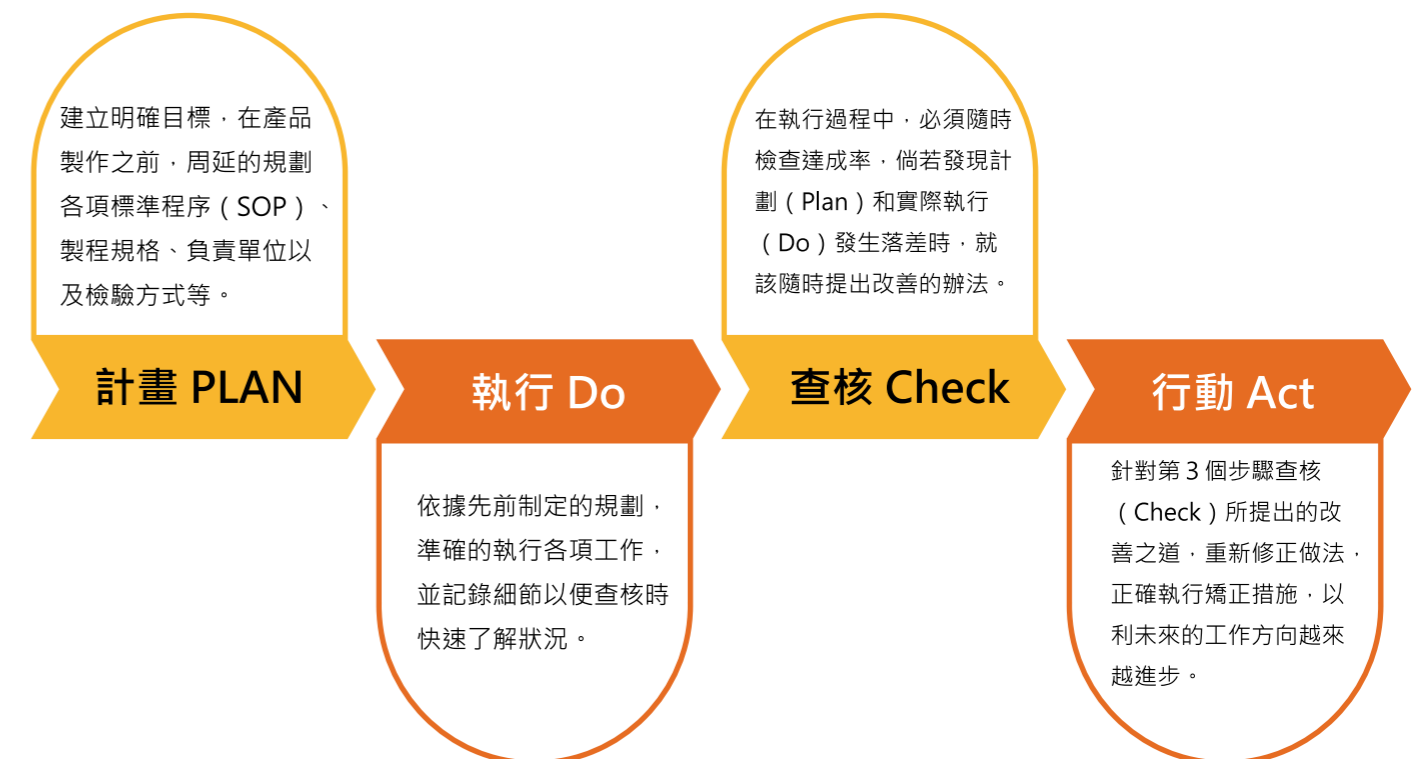 建立明確目標，在產品
製作之前，周延的規劃
各項標準程序（SOP）、
製程規格、負責單位以
及檢驗方式等。
計畫 PLAN
依據先前制定的規劃，
準確的執行各項工作，
並記錄細節以便查核時
快速了解狀況。
執行 Do
在執行過程中，必須隨時
檢查達成率，倘若發現計
劃（Plan）和實際執行
（Do）發生落差時，就
該隨時提出改善的辦法。
查核 Check
行動 Act
針對第3個步驟查核
（Check）所提出的改
善之道，重新修正做法，
正確執行矯正措施，以
利未來的工作方向越來
越進步。